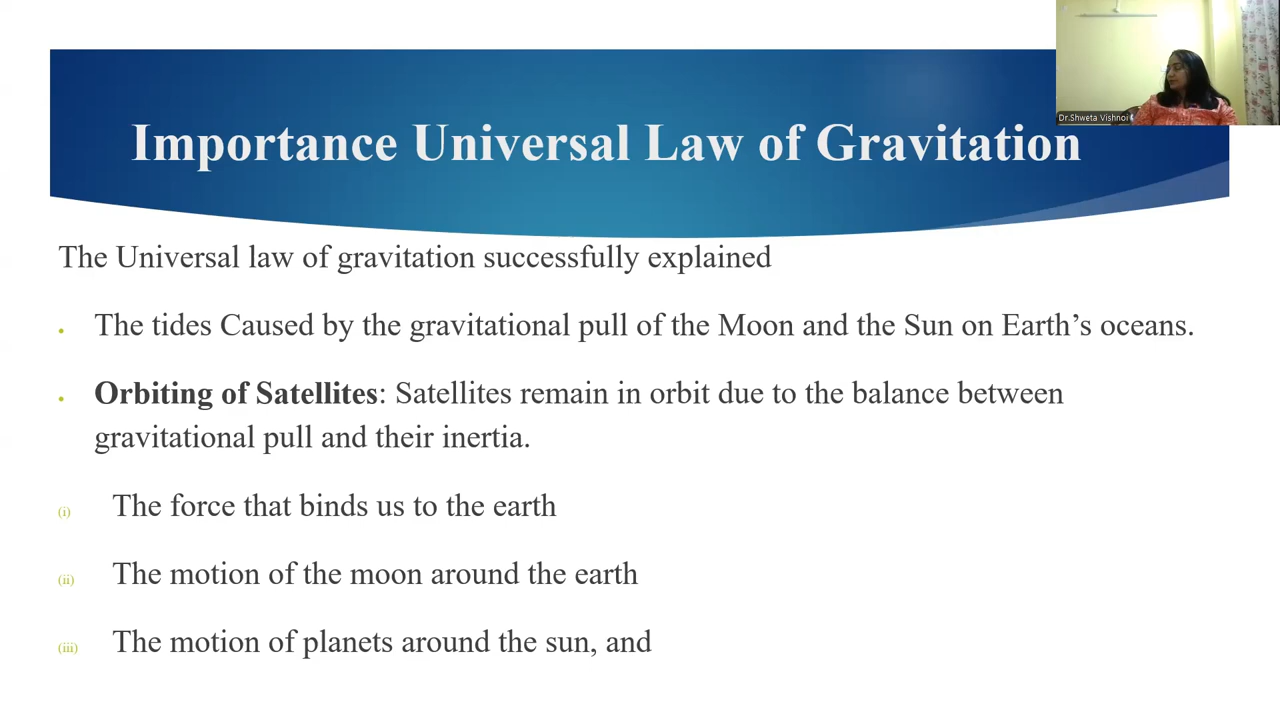 Dr.Shweta Vishnoi
Importance Universal Law of Gravitation
The Universal law of gravitation successfully explained
• The tides Caused by the gravitational pull of the Moon and the Sun on Earth’s oceans.
• Orbiting of Satellites: Satellites remain in orbit due to the balance between
gravitational pull and their inertia.
(i) The force that binds us to the earth
(ii) The motion of the moon around the earth
(iii) The motion of planets around the sun, and